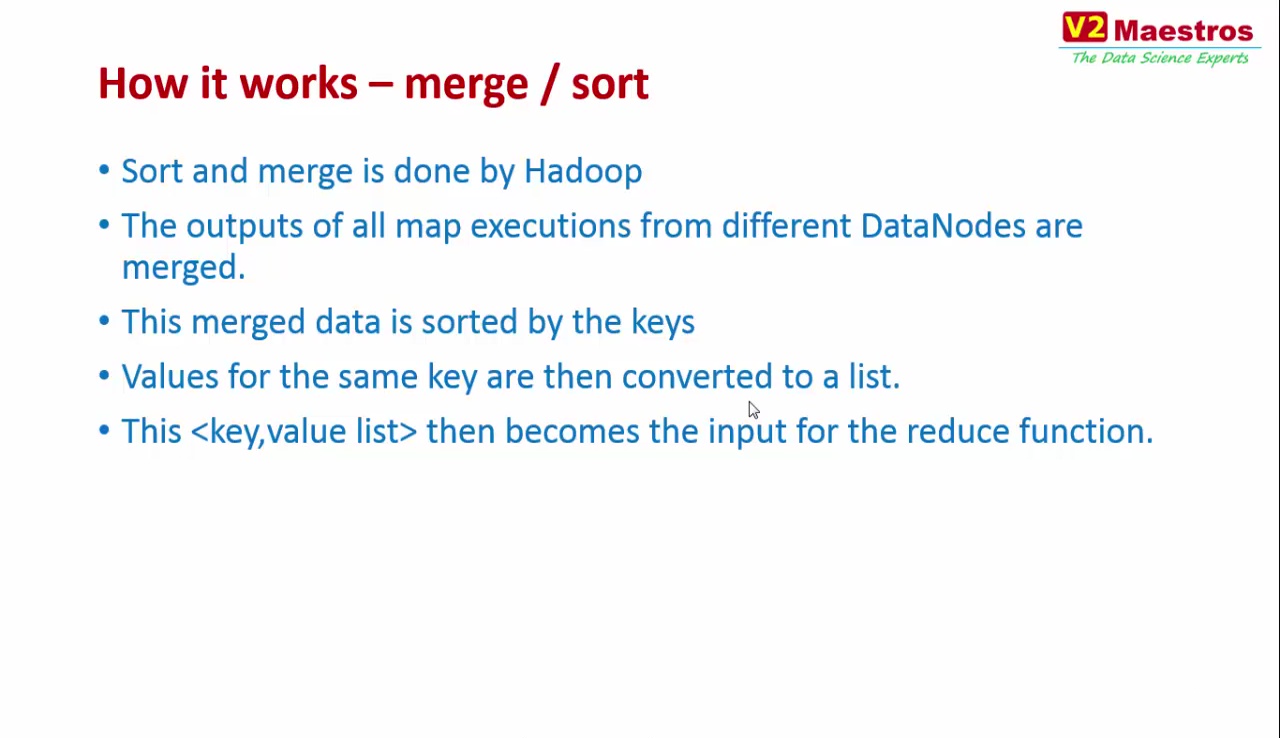 V2 Maestros
The Data Science Experts
How it works – merge / sort
• Sort and merge is done by Hadoop
• The outputs of all map executions from different DataNodes are
merged.
• This merged data is sorted by the keys
• Values for the same key are then converted to a list.
• This <key,value list> then becomes the input for the reduce function.